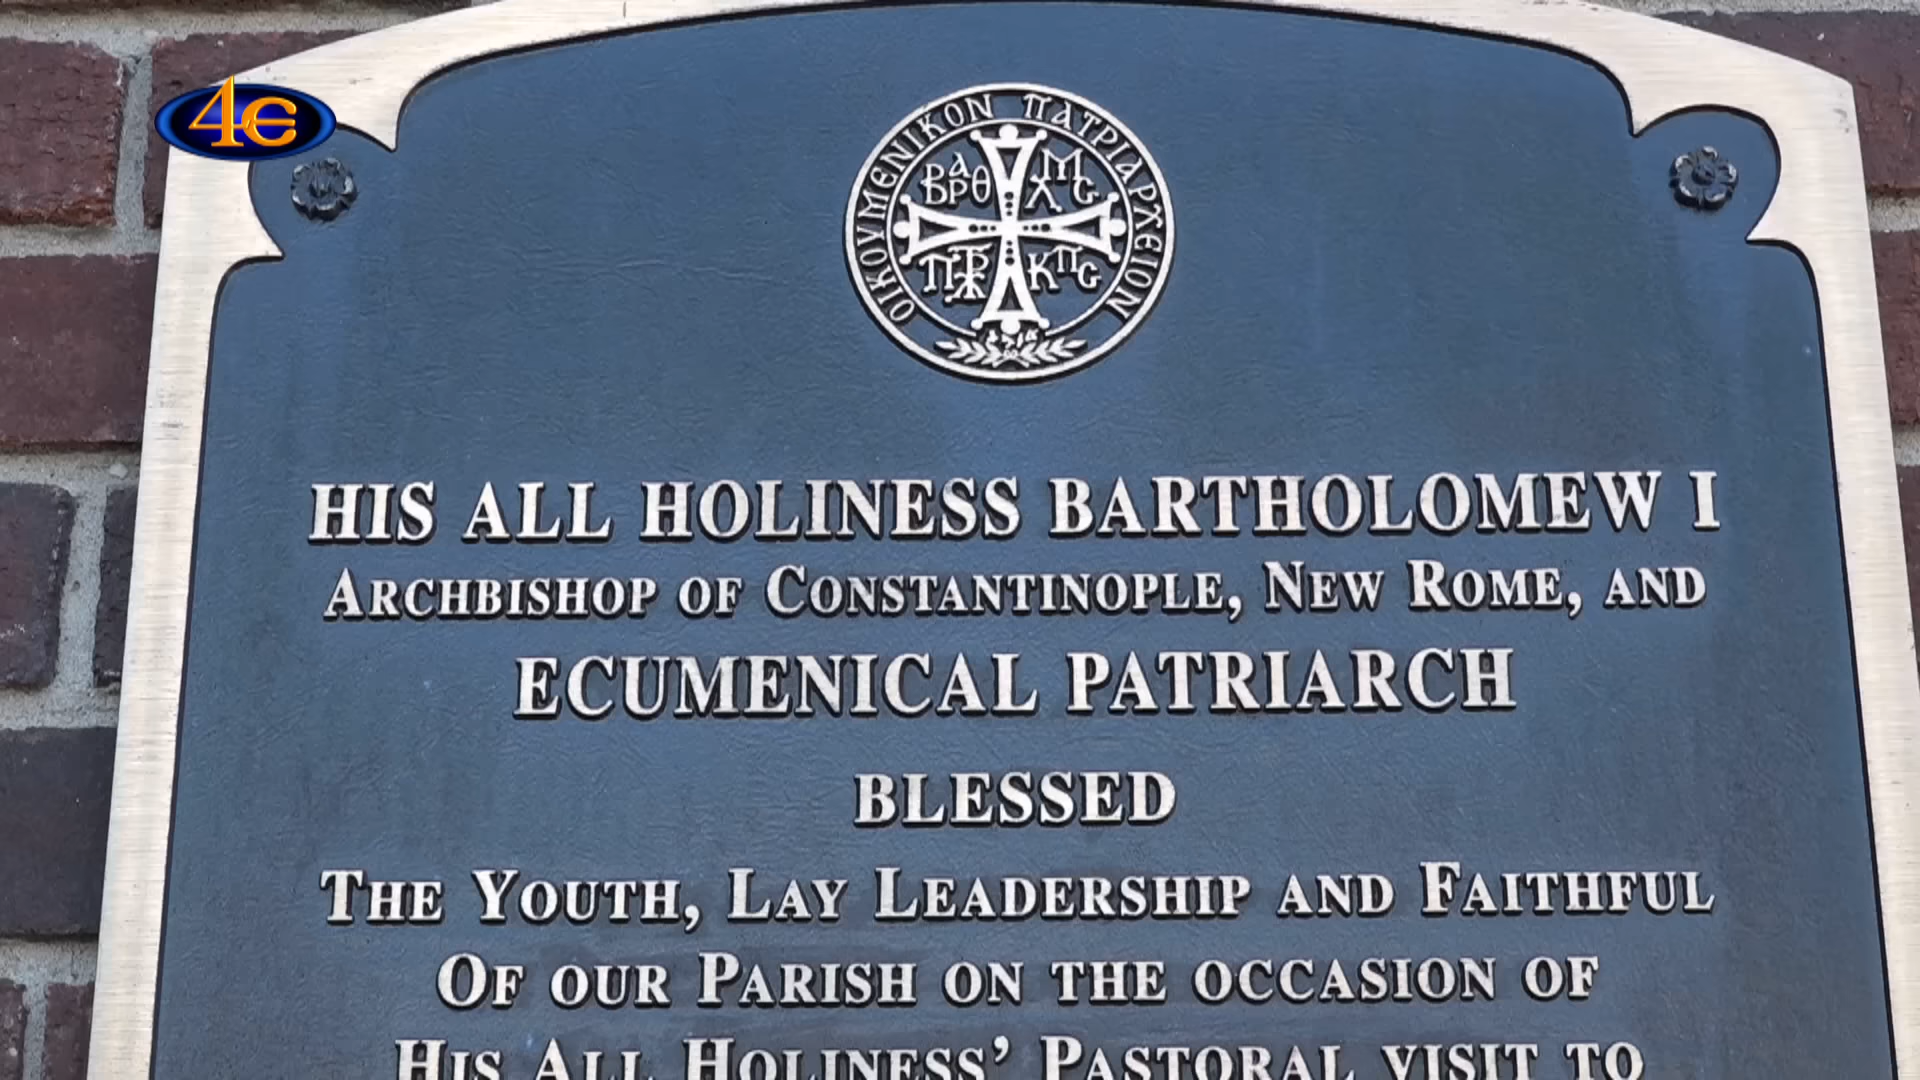 4ε
ΟΙΚΟΥΜΕΝΙΚΟΝ ΠΑΤΡΙΑΡΧΕΙΟΝ
HIS ALL HOLINESS BARTHOLOMEW I
ARCHBISHOP OF CONSTANTINOPLE, NEW ROME, AND
ECUMENICAL PATRIARCH
BLESSED
THE YOUTH, LAY LEADERSHIP AND FAITHFUL
OF OUR PARISH ON THE OCCASION OF
HIS ALL HOLINESS' PASTORAL VISIT TO